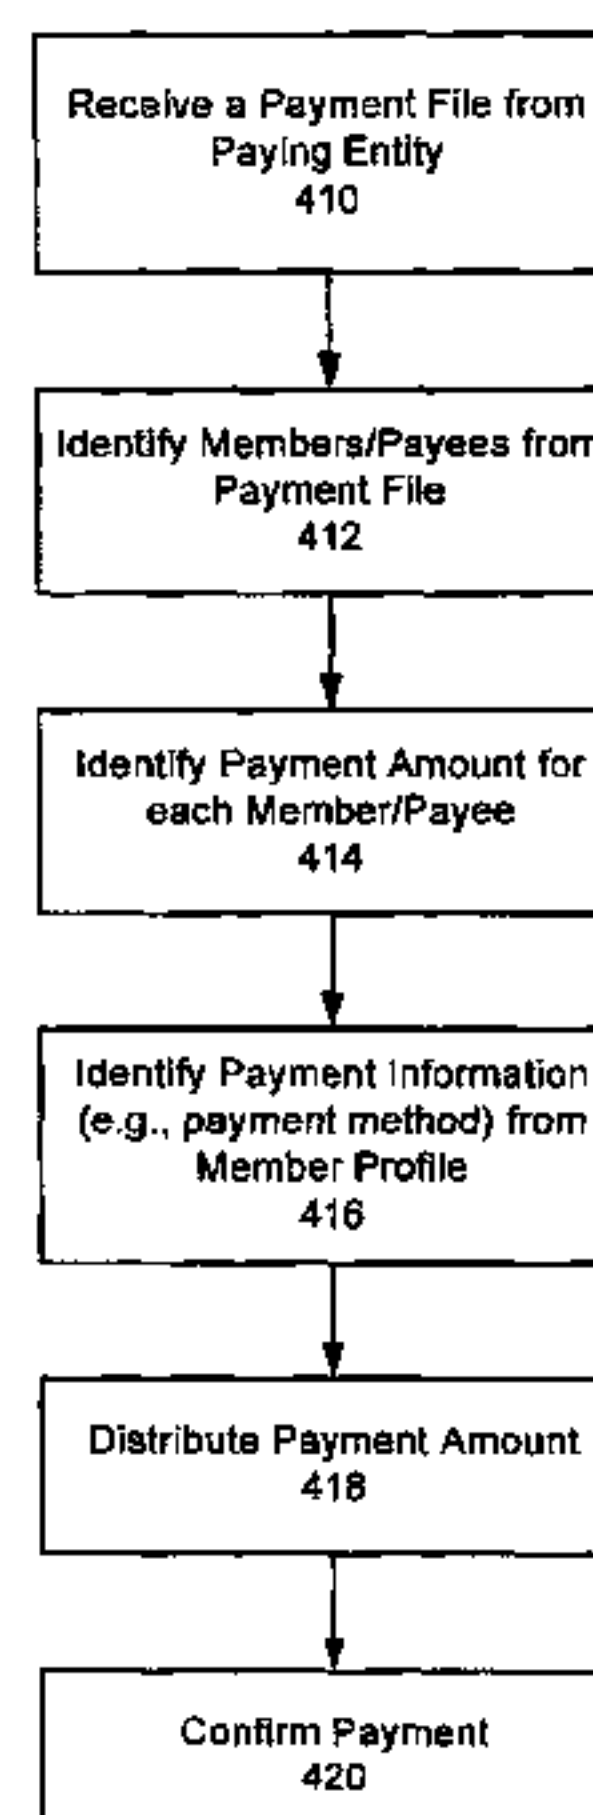 Receive a Payment File from
Paying Entity
410
Identify Members/Payees from
Payment File
412
Identify Payment Amount for
each Member/Payee
414
Identify Payment Information
(e.g., payment method) from
Member Profile
416
Distribute Payment Amount
418
Confirm Payment
420